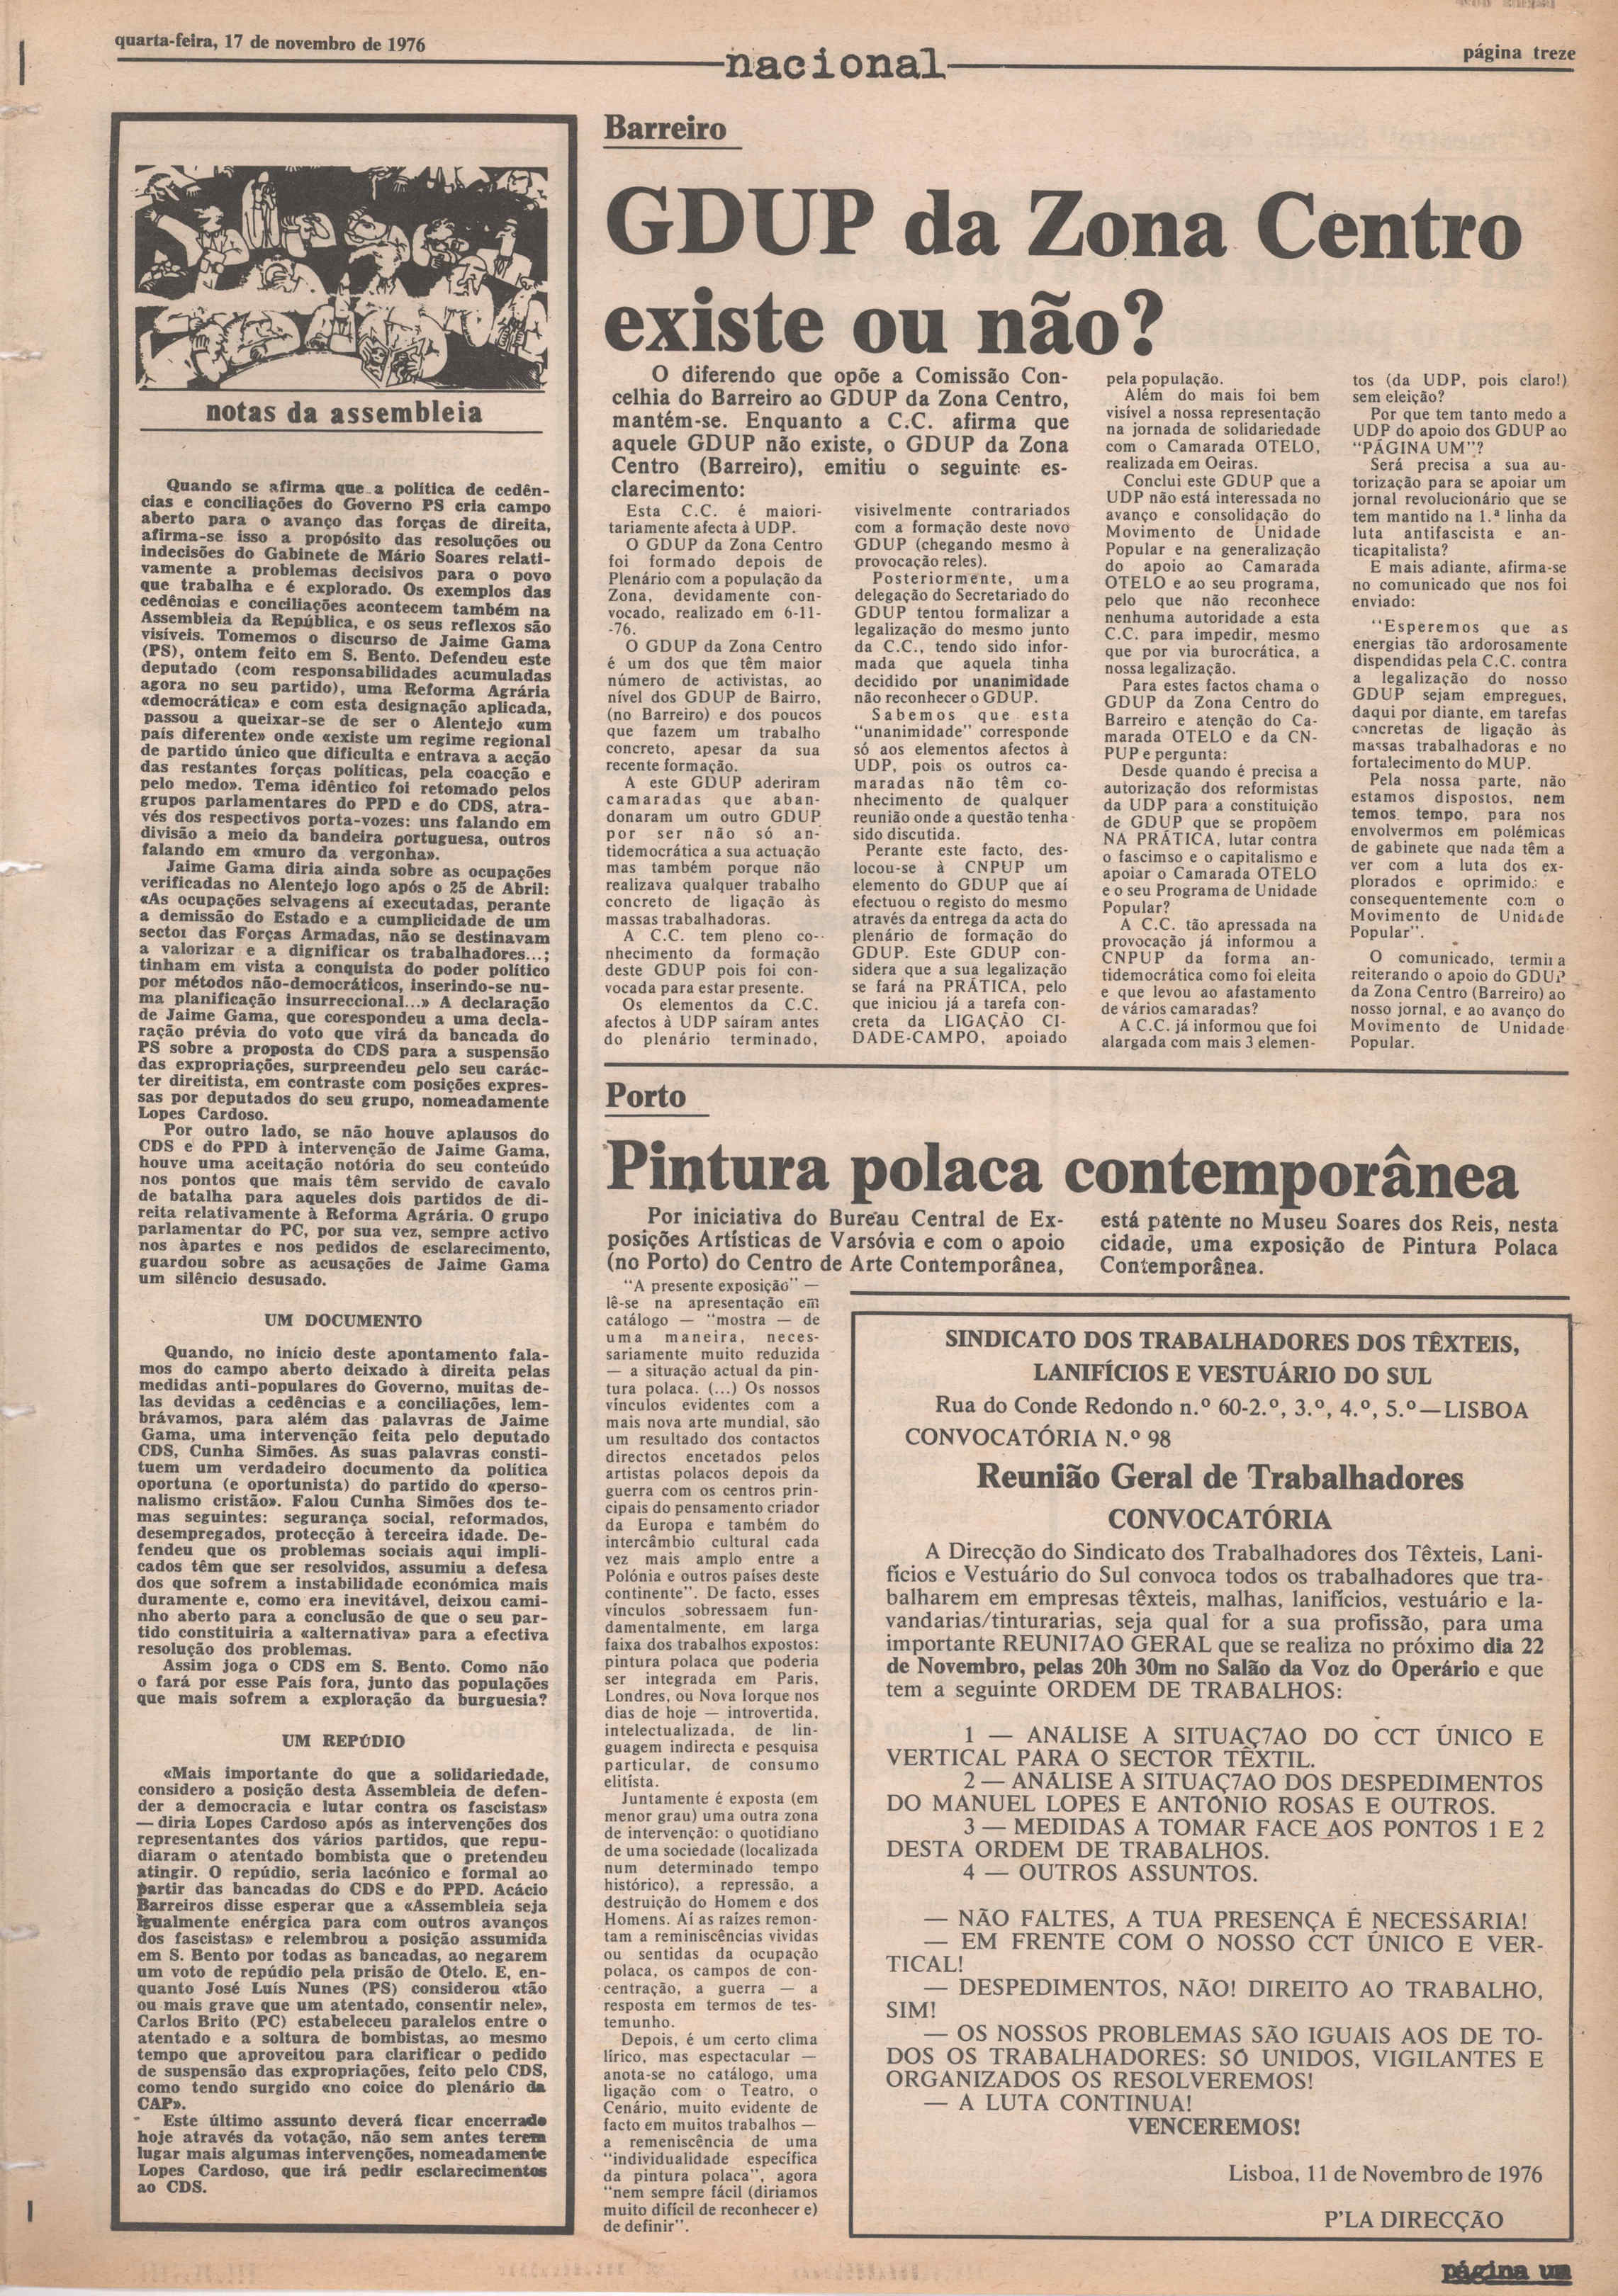 quarta-feira, 17 de novembro de 1976
nacional
página treze
notas da assembleia
Quando se afirma que a política de cedên-
cias e conciliações do Governo PS cria campo
aberto para o avanço das forças de direita,
afirma-se isso a propósito das resoluções ou
indecisões do Gabinete de Mário Soares relati-
vamente a problemas decisivos para o povo
que trabalha e é explorado. Os exemplos das
cedências e conciliações acontecem também na
Assembleia da República, e os seus reflexos são
visíveis. Tomemos o discurso de Jaime Gama
(PS), ontem feito em S. Bento. Defendeu este
deputado (com responsabilidades acumuladas
agora no seu partido), uma Reforma Agrária
«democrática» e com esta designação aplicada,
passou a queixar-se de ser o Alentejo «um
país diferente» onde «existe um regime regional
de partido único que dificulta e entrava a acção
das restantes forças políticas, pela coacção e
pelo medo». Tema idêntico foi retomado pelos
grupos parlamentares do PPD e do CDS, atra-
vés dos respectivos porta-vozes: uns falando em
divisão a meio da bandeira portuguesa, outros
falando em «muro da vergonha».
Jaime Gama diria ainda sobre as ocupações
verificadas no Alentejo logo após o 25 de Abril:
«As ocupações selvagens aí executadas, perante
a demissão do Estado e a cumplicidade de um
sector das Forças Armadas, não se destinavam
a valorizar e a dignificar os trabalhadores...;
tinham em vista a conquista do poder político
por métodos não-democráticos, inserindo-se nu-
ma planificação insurreccional...» A declaração
de Jaime Gama, que corespondeu a uma decla-
ração prévia do voto que virá da bancada do
PS sobre a proposta do CDS para a suspensão
das expropriações, surpreendeu pelo seu carác-
ter direitista, em contraste com posições expres-
sas por deputados do seu grupo, nomeadamente
Lopes Cardoso.
Por outro lado, se não houve aplausos do
CDS e do PPD à intervenção de Jaime Gama,
houve uma aceitação notória do seu conteúdo
nos pontos que mais têm servido de cavalo
de batalha para aqueles dois partidos de di-
reita relativamente à Reforma Agrária. O grupo
parlamentar do PC, por sua vez, sempre activo
nos àpartes e nos pedidos de esclarecimento,
guardou sobre as acusações de Jaime Gama
um silêncio desusado.
UM DOCUMENTO
Quando, no início deste apontamento fala-
mos do campo aberto deixado à direita pelas
medidas anti-populares do Governo, muitas de-
las devidas a cedências e a conciliações, lem-
brávamos, para além das palavras de Jaime
Gama, uma intervenção feita pelo deputado
CDS, Cunha Simões. As suas palavras consti-
tuem um verdadeiro documento da política
oportuna (e oportunista) do partido do «perso-
nalismo cristão». Falou Cunha Simões dos te-
mas seguintes: segurança social, reformados,
desempregados, protecção à terceira idade. De-
fendeu que os problemas sociais aqui impli-
cados têm que ser resolvidos, assumiu a defesa
dos que sofrem a instabilidade económica mais
duramente e, como era inevitável, deixou cami-
nho aberto para a conclusão de que o seu par-
tido constituiria a «alternativa» para a efectiva
resolução dos problemas.
Assim joga o CDS em S. Bento. Como não
o fará por esse País fora, junto das populações
que mais sofrem a exploração da burguesia?
UM REPÚDIO
«Mais importante do que a solidariedade,
considero a posição desta Assembleia de defen-
der a democracia e lutar contra os fascistas»
— diria Lopes Cardoso após as intervenções dos
representantes dos vários partidos, que repu-
diaram o atentado bombista que o pretendeu
atingir. O repúdio, seria lacónico e formal ao
partir das bancadas do CDS e do PPD. Acácio
Barreiros disse esperar que a «Assembleia seja
igualmente enérgica para com outros avanços
dos fascistas» e relembrou a posição assumida
em S. Bento por todas as bancadas, ao negarem
um voto de repúdio pela prisão de Otelo. E, en-
quanto José Luís Nunes (PS) considerou «tão
ou mais grave que um atentado, consentir nele»,
Carlos Brito (PC) estabeleceu paralelos entre o
atentado e a soltura de bombistas, ao mesmo
tempo que aproveitou para clarificar o pedido
de suspensão das expropriações, feito pelo CDS,
como tendo surgido «no coice do plenário da
CAP».
Este último assunto deverá ficar encerrado
hoje através da votação, não sem antes terem
lugar mais algumas intervenções, nomeadamente
Lopes Cardoso, que irá pedir esclarecimentos
ao CDS.
Barreiro
GDUP da Zona Centro
existe ou não?
O diferendo que opõe a Comissão Con-
celhia do Barreiro ao GDUP da Zona Centro,
mantém-se. Enquanto a C.C. afirma que
aquele GDUP não existe, o GDUP da Zona
Centro (Barreiro), emitiu o seguinte es-
clarecimento:
Esta C.C. é maiori-
tariamente afecta à UDP.
O GDUP da Zona Centro
foi formado depois de
Plenário com a população da
Zona, devidamente con-
vocado, realizado em 6-11-
-76.
O GDUP da Zona Centro
é um dos que têm maior
número de activistas, ao
nível dos GDUP de Bairro,
(no Barreiro) e dos poucos
que fazem um trabalho
concreto, apesar da sua
recente formação.
A este GDUP aderiram
camaradas que aban-
donaram um outro GDUP
por ser não só an-
tidemocrática a sua actuação
mas também porque não
realizava qualquer trabalho
concreto de ligação às
massas trabalhadoras.
A C.C. tem pleno co-
nhecimento da formação
deste GDUP pois foi con-
vocada para estar presente.
Os elementos da C.C.
afectos à UDP saíram antes
do plenário terminado,
visivelmente contrariados
com a formação deste novo
GDUP (chegando mesmo à
provocação reles).
Posteriormente, uma
delegação do Secretariado do
GDUP tentou formalizar a
legalização do mesmo junto
da C.C., tendo sido infor-
mada que aquela tinha
decidido por unanimidade
não reconhecer o GDUP.
Sabemos que esta
"unanimidade" corresponde
só aos elementos afectos à
UDP, pois os outros ca-
maradas não têm co-
nhecimento de qualquer
reunião onde a questão tenha
sido discutida.
Perante este facto, des-
locou-se à CNPUP um
elemento do GDUP que aí
efectuou o registo do mesmo
através da entrega da acta do
plenário de formação do
GDUP. Este GDUP con-
sidera que a sua legalização
se fará na PRÁTICA, pelo
que iniciou já a tarefa con-
creta da LIGAÇÃO CI-
DADE-CAMPO, apoiado
pela população.
Além do mais foi bem
visível a nossa representação
na jornada de solidariedade
com o Camarada OTELO,
realizada em Oeiras.
Conclui este GDUP que a
UDP não está interessada no
avanço e consolidação do
Movimento de Unidade
Popular e na generalização
do apoio ao Camarada
OTELO e ao seu programa,
pelo que não reconhece
nenhuma autoridade a esta
C.C. para impedir, mesmo
que por via burocrática, a
nossa legalização.
Para estes factos chama o
GDUP da Zona Centro do
Barreiro e atenção do Ca-
marada OTELO e da CN-
PUP e pergunta:
Desde quando é precisa a
autorização dos reformistas
da UDP para a constituição
de GDUP que se propõem
NA PRÁTICA, lutar contra
o fascimso e o capitalismo e
apoiar o Camarada OTELO
e o seu Programa de Unidade
Popular?
A C.C. tão apressada na
provocação já informou a
CNPUP da forma an-
tidemocrática como foi eleita
e que levou ao afastamento
de vários camaradas?
A C.C. já informou que foi
alargada com mais 3 elemen-
tos (da UDP, pois claro!)
sem eleição?
Por que tem tanto medo a
UDP do apoio dos GDUP ao
"PÁGINA UM"?
Será precisa a sua au-
torização para se apoiar um
jornal revolucionário que se
tem mantido na 1.ª linha da
luta antifascista e an-
ticapitalista?
E mais adiante, afirma-se
no comunicado que nos foi
enviado:
"Esperemos que as
energias tão ardorosamente
dispendidas pela C.C. contra
a legalização do nosso
GDUP sejam empregues,
daqui por diante, em tarefas
concretas de ligação às
massas trabalhadoras e no
fortalecimento do MUP.
Pela nossa parte, não
estamos dispostos, nem
temos tempo, para nos
envolvermos em polémicas
de gabinete que nada têm a
ver com a luta dos ex-
plorados e oprimidos e
consequentemente com o
Movimento de Unidade
Popular".
O comunicado, termina
reiterando o apoio do GDUP
da Zona Centro (Barreiro) ao
nosso jornal, e ao avanço do
Movimento de Unidade
Popular.
Porto
Pintura polaca contemporânea
Por iniciativa do Bureau Central de Ex-
posições Artísticas de Varsóvia e com o apoio
(no Porto) do Centro de Arte Contemporânea,
está patente no Museu Soares dos Reis, nesta
cidade, uma exposição de Pintura Polaca
Contemporânea.
"A presente exposição" —
lê-se na apresentação em
catálogo — "mostra — de
uma maneira, neces-
sariamente muito reduzida
— a situação actual da pin-
tura polaca. (...) Os nossos
vínculos evidentes com a
mais nova arte mundial, são
um resultado dos contactos
directos encetados pelos
artistas polacos depois da
guerra com os centros prin-
cipais do pensamento criador
da Europa e também do
intercâmbio cultural cada
vez mais amplo entre a
Polónia e outros países deste
continente". De facto, esses
vínculos sobressaem fun-
damentalmente, em larga
faixa dos trabalhos expostos:
pintura polaca que poderia
ser integrada em Paris,
Londres, ou Nova Iorque nos
dias de hoje — introvertida,
intelectualizada, de lin-
guagem indirecta e pesquisa
particular, de consumo
elitista.
Juntamente é exposta (em
menor grau) uma outra zona
de intervenção: o quotidiano
de uma sociedade (localizada
num determinado tempo
histórico), a repressão, a
destruição do Homem e dos
Homens. Aí as raízes remon-
tam a reminiscências vividas
ou sentidas da ocupação
polaca, os campos de con-
centração, a guerra — a
resposta em termos de tes-
temunho.
Depois, é um certo clima
lírico, mas espectacular —
anota-se no catálogo, uma
ligação com o Teatro, o
Cenário, muito evidente de
facto em muitos trabalhos —
a remeniscência de uma
"individualidade específica
da pintura polaca", agora
"nem sempre fácil (diriamos
muito difícil de reconhecer e)
de definir".
SINDICATO DOS TRABALHADORES DOS TÊXTEIS,
LANIFÍCIOS E VESTUÁRIO DO SUL
Rua do Conde Redondo n.º 60-2.º, 3.º, 4.º, 5.º—LISBOA
CONVOCATÓRIA N.º 98
Reunião Geral de Trabalhadores
CONVOCATÓRIA
A Direcção do Sindicato dos Trabalhadores dos Têxteis, Lani-
fícios e Vestuário do Sul convoca todos os trabalhadores que tra-
balharem em empresas têxteis, malhas, lanifícios, vestuário e la-
vandarias/tinturarias, seja qual for a sua profissão, para uma
importante REUNI7AO GERAL que se realiza no próximo dia 22
de Novembro, pelas 20h 30m no Salão da Voz do Operário e que
tem a seguinte ORDEM DE TRABALHOS:
1 — ANÁLISE A SITUAÇ7AO DO CCT ÚNICO E
VERTICAL PARA O SECTOR TÊXTIL.
2 — ANÁLISE A SITUAÇ7AO DOS DESPEDIMENTOS
DO MANUEL LOPES E ANTÓNIO ROSAS E OUTROS.
3 — MEDIDAS A TOMAR FACE AOS PONTOS 1 E 2
DESTA ORDEM DE TRABALHOS.
4 — OUTROS ASSUNTOS.
— NÃO FALTES, A TUA PRESENÇA É NECESSÁRIA!
— EM FRENTE COM O NOSSO CCT ÚNICO E VER-
TICAL!
— DESPEDIMENTOS, NÃO! DIREITO AO TRABALHO,
SIM!
— OS NOSSOS PROBLEMAS SÃO IGUAIS AOS DE TO-
DOS OS TRABALHADORES: SÓ UNIDOS, VIGILANTES E
ORGANIZADOS OS RESOLVEREMOS!
— A LUTA CONTINUA!
VENCEREMOS!
Lisboa, 11 de Novembro de 1976
P'LA DIRECÇÃO
página um